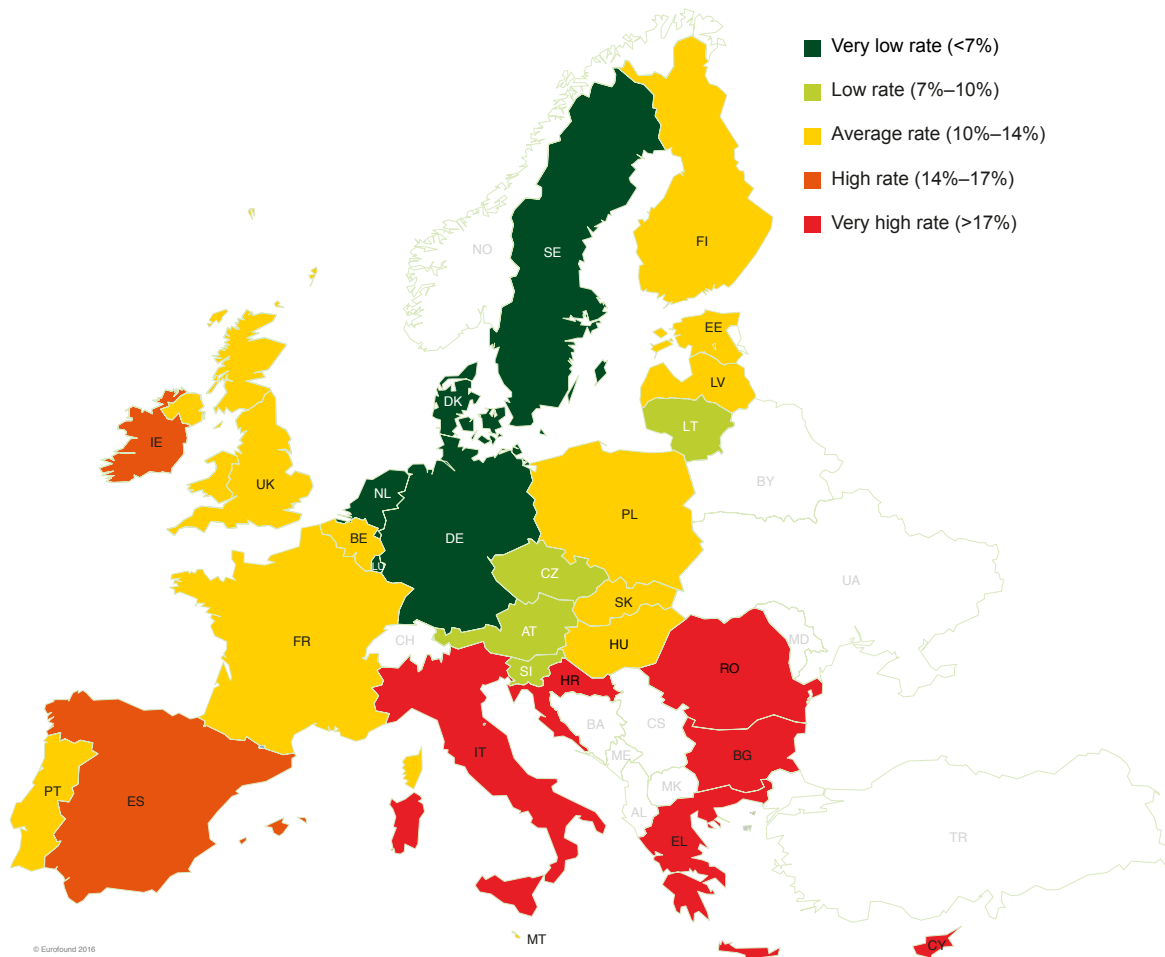 Very low rate (<7%)
Low rate (7%–10%)
Average rate (10%–14%)
High rate (14%–17%)
Very high rate (>17%)
FI
NO
SE
EE
LV
DK
LT
IE
BY
UK
NL
PL
BE
DE
LU
CZ
UA
SK
AT
FR
CH
HU
MD
SI
RO
HR
BA
CS
IT
ME
BG
PT
MK
ES
AL
TR
EL
MT
CY
© Eurofound 2016